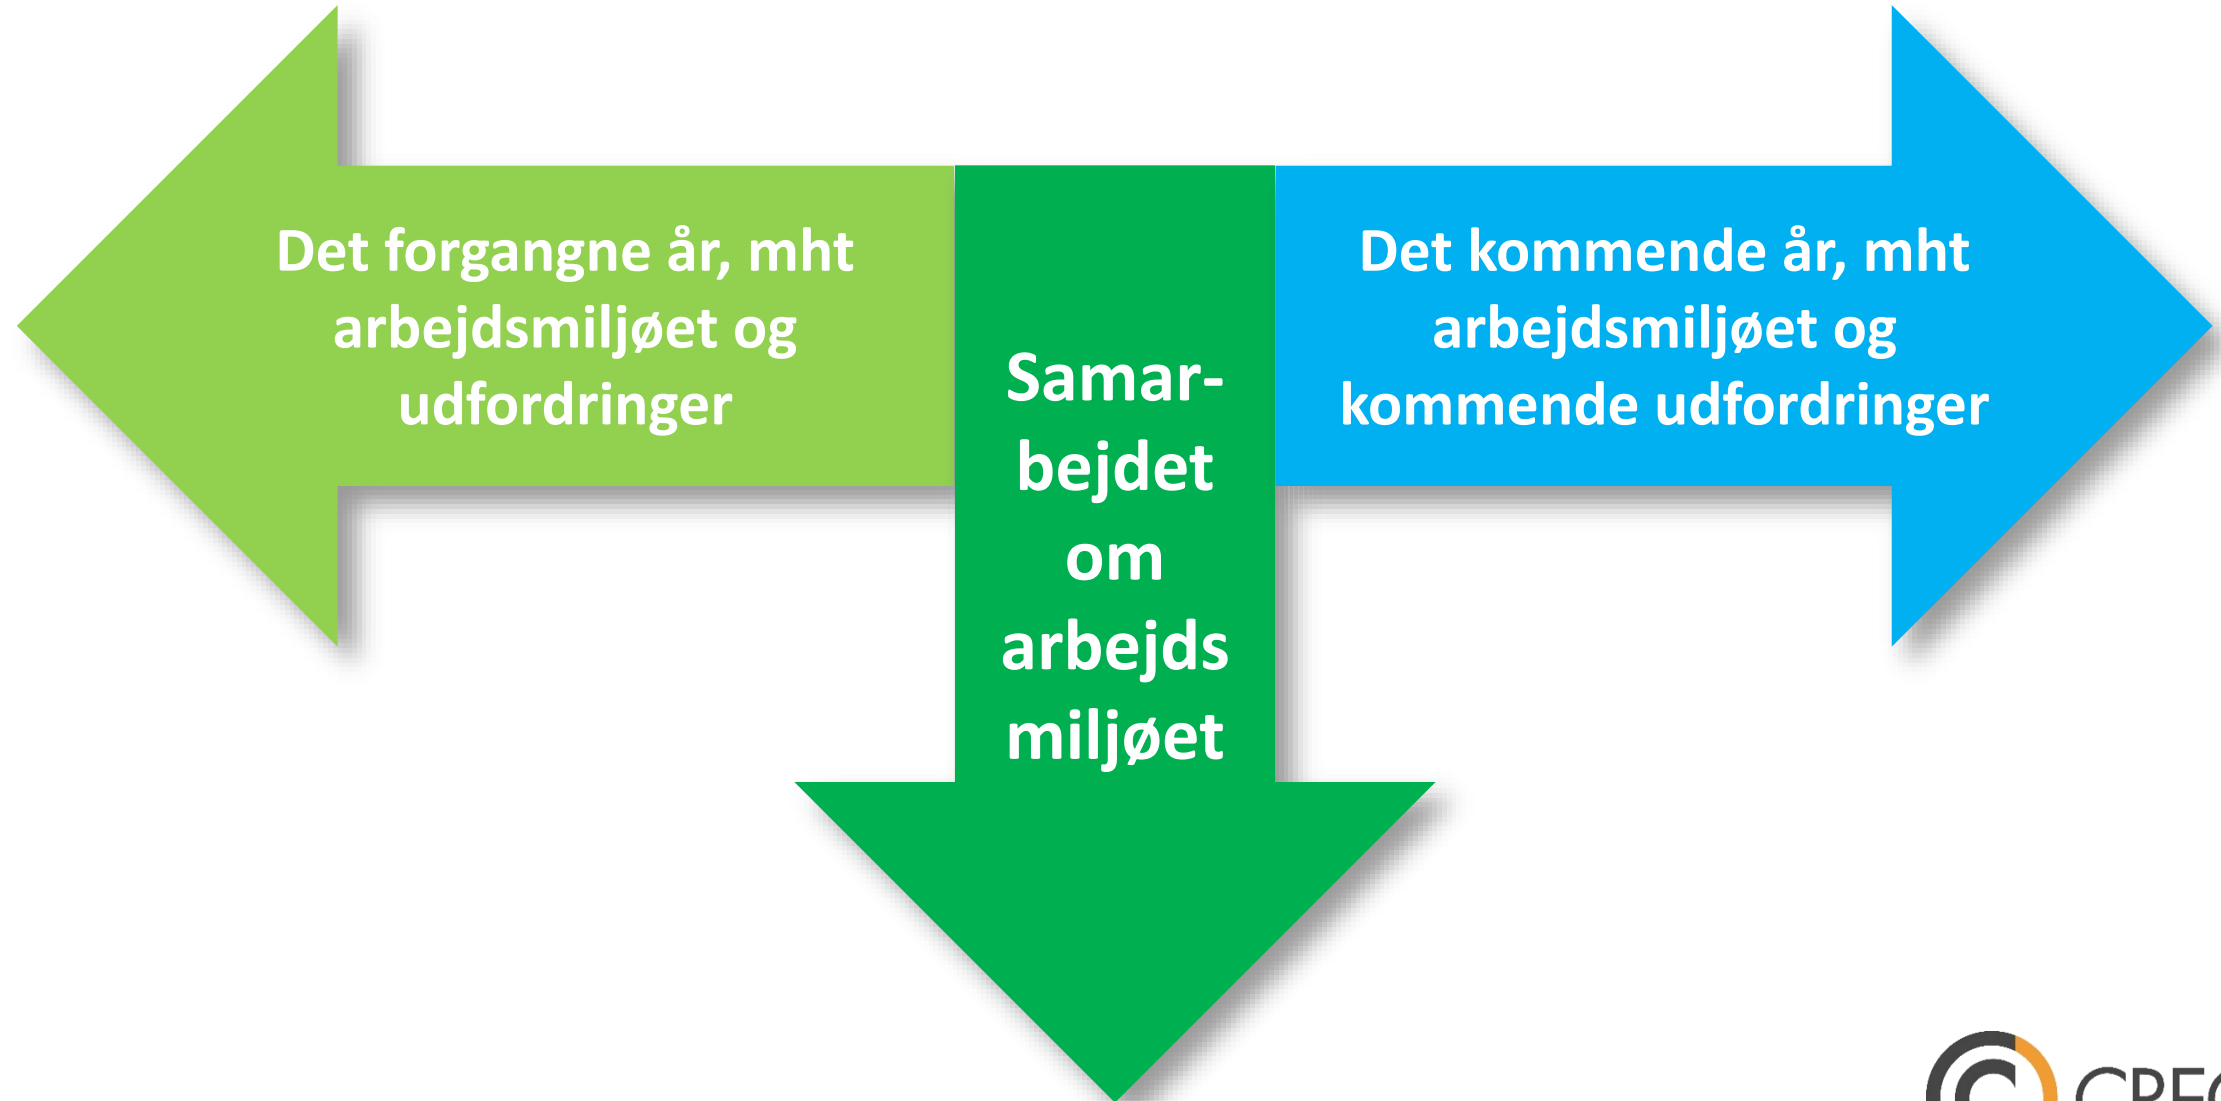 Det forgangne år, mht
arbejdsmiljøet og
udfordringer
Samar-
bejdet
om
arbejds
miljøet
Det kommende år, mht
arbejdsmiljøet og
kommende udfordringer